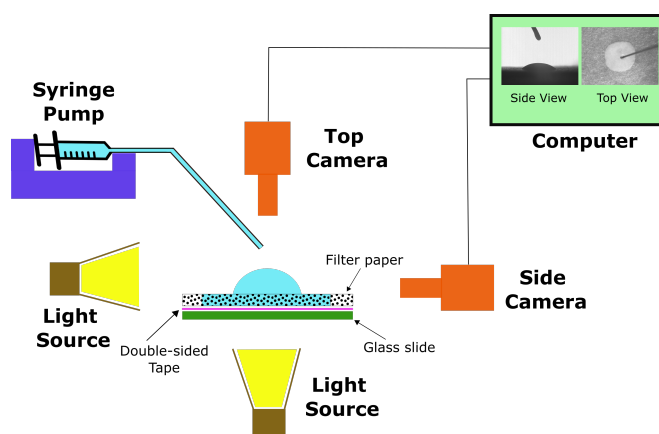 Syringe
Pump
Top
Camera
Side View
Top View
Computer
Filter paper
Side
Camera
Light
Source
Double-sided
Tape
Glass slide
Light
Source